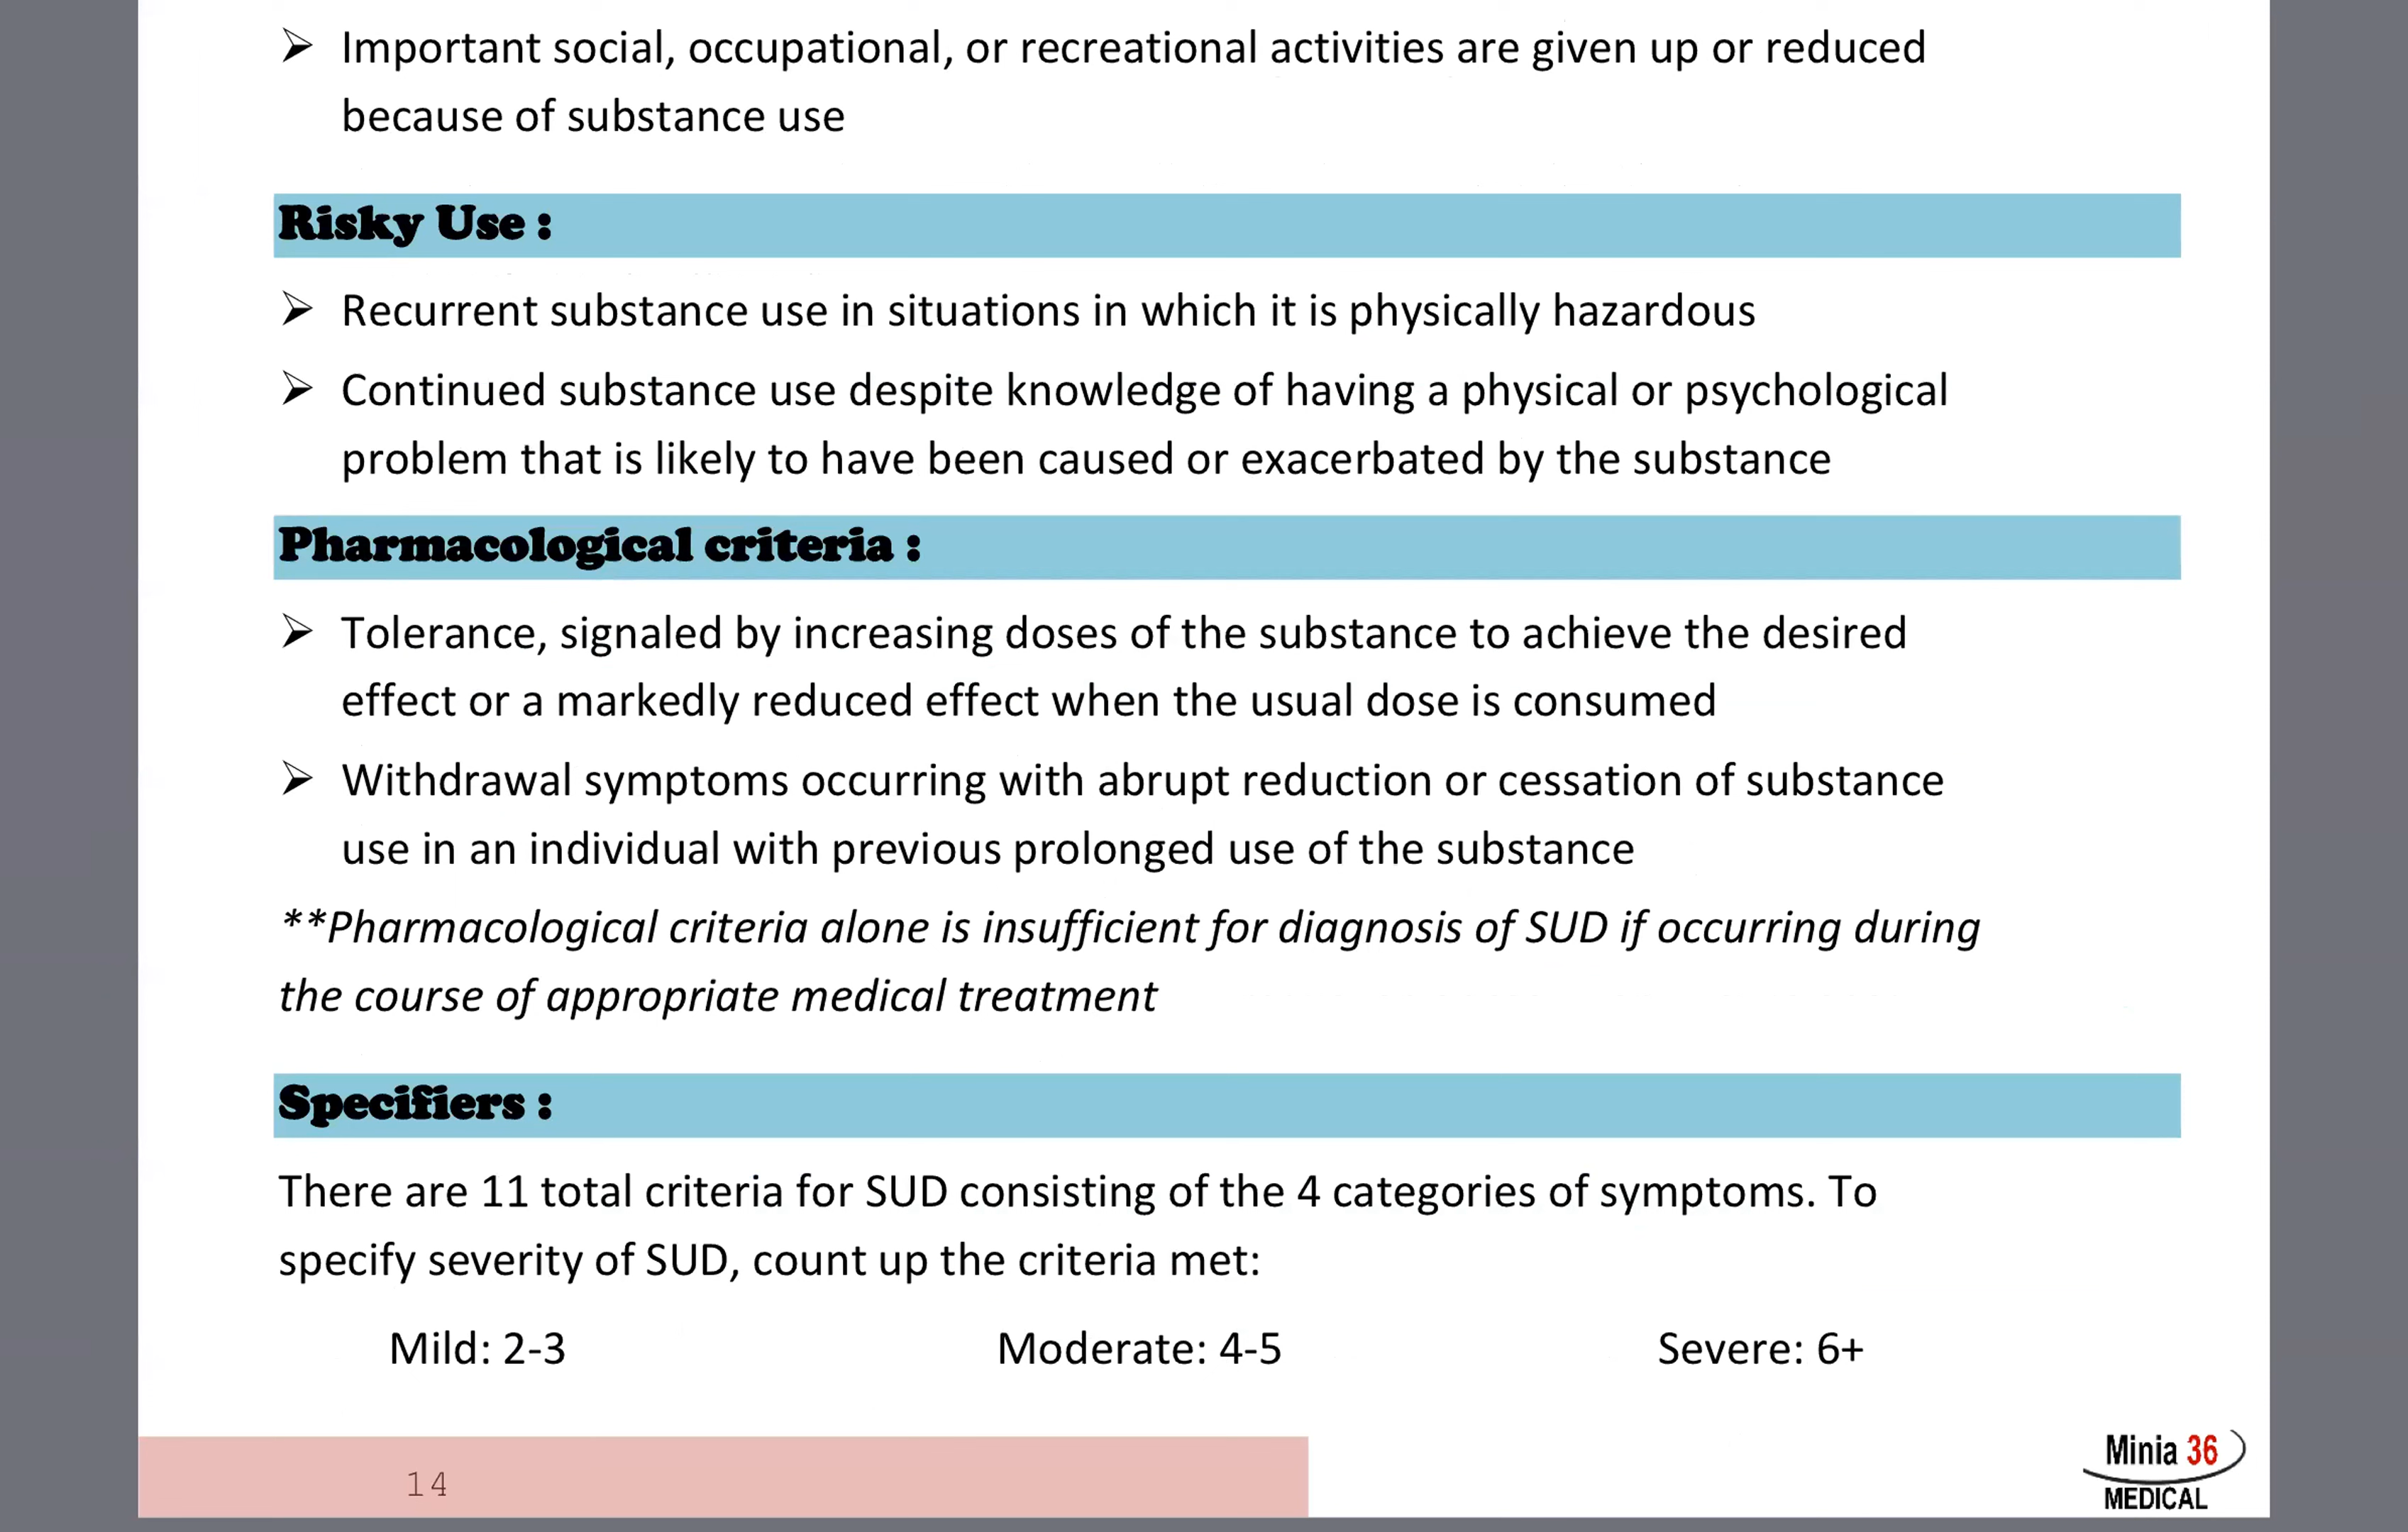 ➢ Important social, occupational, or recreational activities are given up or reduced
because of substance use
Risky Use :
➢ Recurrent substance use in situations in which it is physically hazardous
➢ Continued substance use despite knowledge of having a physical or psychological
problem that is likely to have been caused or exacerbated by the substance
Pharmacological criteria :
➢ Tolerance, signaled by increasing doses of the substance to achieve the desired
effect or a markedly reduced effect when the usual dose is consumed
➢ Withdrawal symptoms occurring with abrupt reduction or cessation of substance
use in an individual with previous prolonged use of the substance
**Pharmacological criteria alone is insufficient for diagnosis of SUD if occurring during
the course of appropriate medical treatment
Specifiers :
There are 11 total criteria for SUD consisting of the 4 categories of symptoms. To
specify severity of SUD, count up the criteria met:
Mild: 2-3 Moderate: 4-5 Severe: 6+
14
Minia 36
MEDICAL